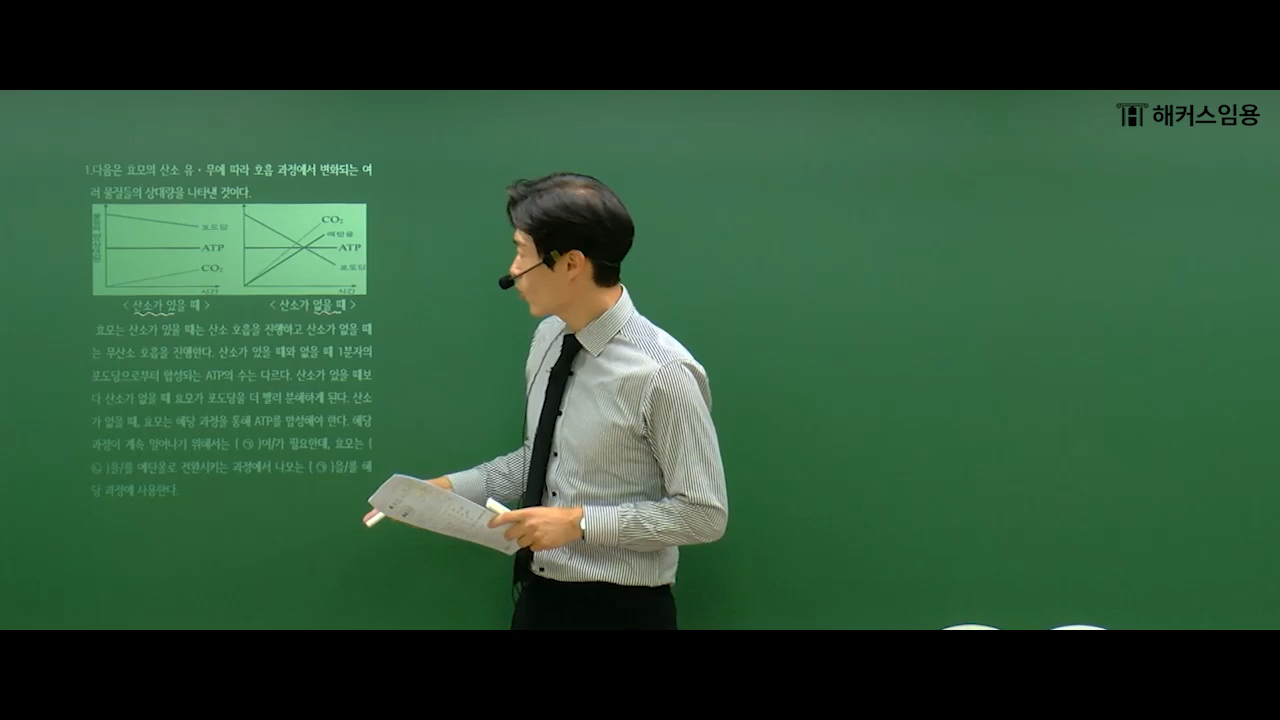 해커스임용
1.다음은 효모의 산소 유·무에 따라 호흡 과정에서 변화되는 여
러 물질들의 상대량을 나타낸 것이다.
포도당
ATP
CO₂
시간
CO₂
에탄올
ATP
포도당
시간
< 산소가 있을 때 >
< 산소가 없을 때 >
효모는 산소가 있을 때는 산소 호흡을 진행하고 산소가 없을 때
는 무산소 호흡을 진행한다. 산소가 있을 때와 없을 때 1분자의
포도당으로부터 합성되는 ATP의 수는 다르다. 산소가 있을 때보
다 산소가 없을 때 효모가 포도당을 더 빨리 분해하게 된다. 산소
가 없을 때, 효모는 해당 과정을 통해 ATP를 합성해야 한다. 해당
과정이 계속 일어나기 위해서는 ( ㉠ )이/가 필요한데, 효모는 (
㉡ )을/를 에탄올로 전환시키는 과정에서 나오는 ( ㉠ )을/를 해
당 과정에 사용한다.